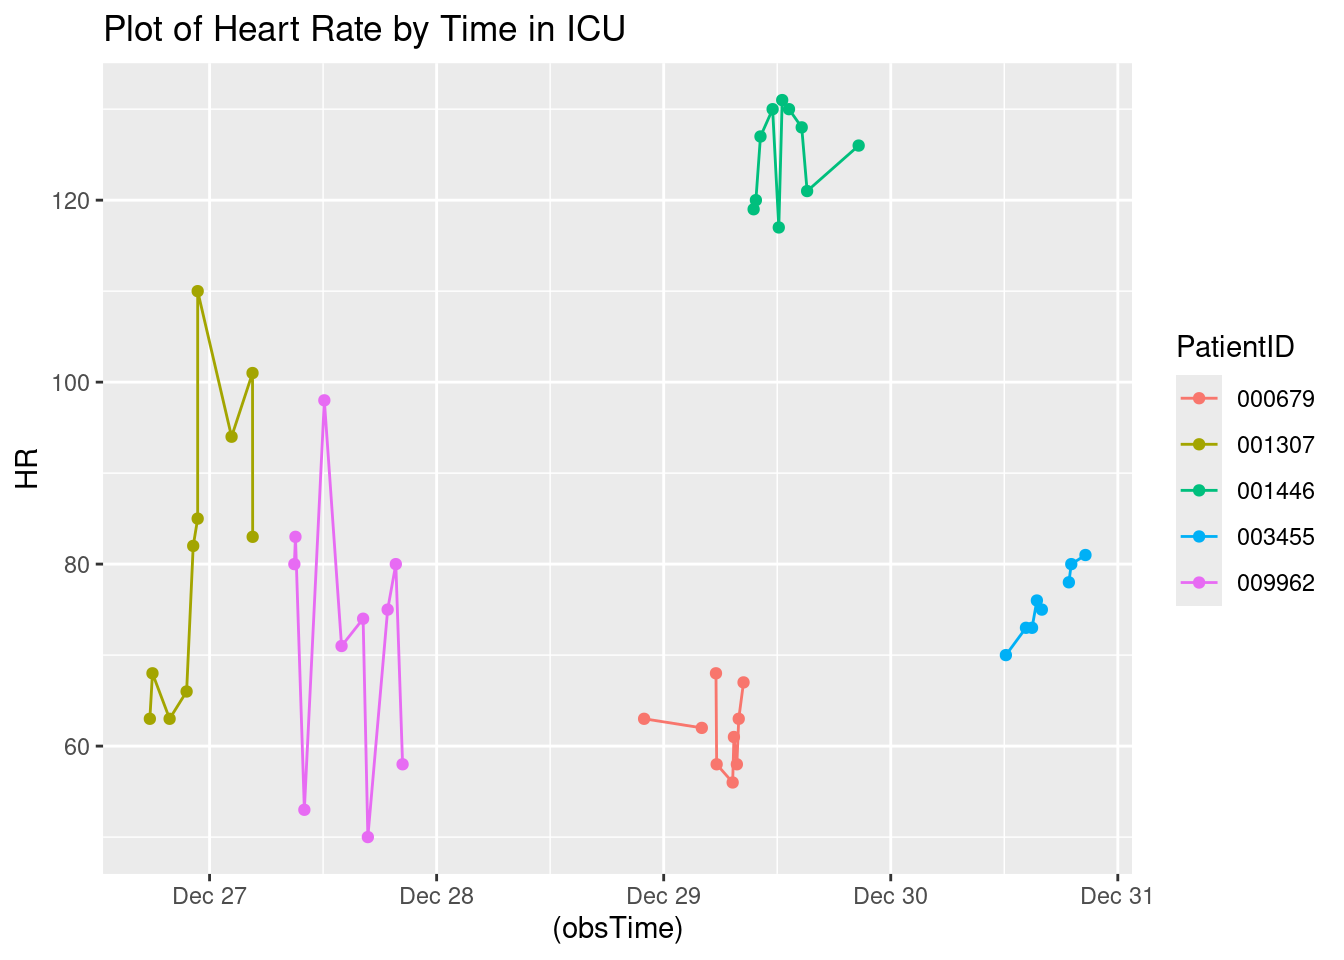 Plot of Heart Rate by Time in ICU
HR
120
100
80
60
Dec 27
Dec 28
Dec 29
Dec 30
Dec 31
(obsTime)
PatientID
000679
001307
001446
003455
009962